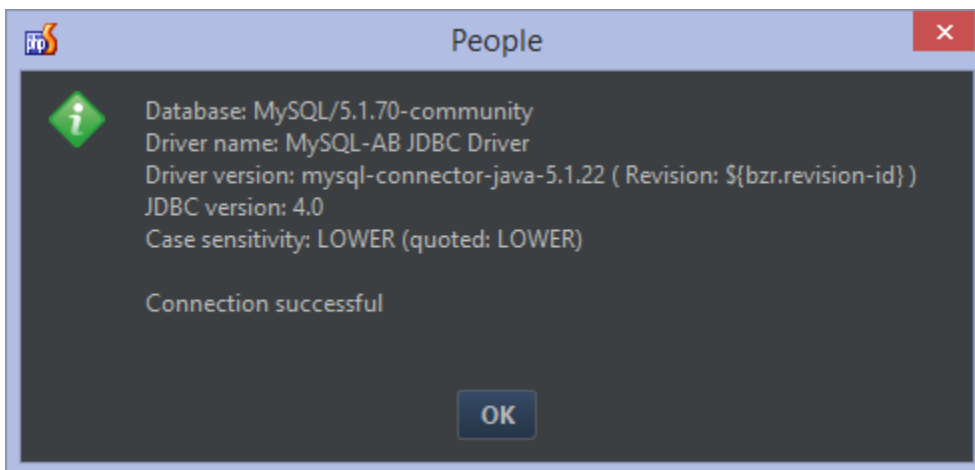 People
Database: MySQL/5.1.70-community
Driver name: MySQL-AB JDBC Driver
Driver version: mysql-connector-java-5.1.22 ( Revision: ${bzr.revision-id} )
JDBC version: 4.0
Case sensitivity: LOWER (quoted: LOWER)
Connection successful
OK